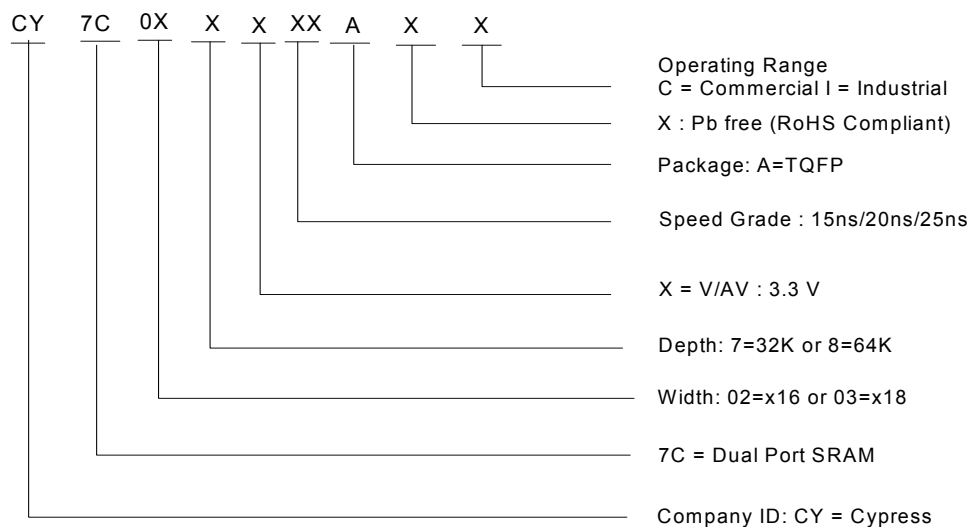 CY 7C 0X X X XX A X X
Operating Range
C = Commercial I = Industrial
X : Pb free (RoHS Compliant)
Package: A=TQFP
Speed Grade : 15ns/20ns/25ns
X = V/AV : 3.3 V
Depth: 7=32K or 8=64K
Width: 02=x16 or 03=x18
7C = Dual Port SRAM
Company ID: CY = Cypress